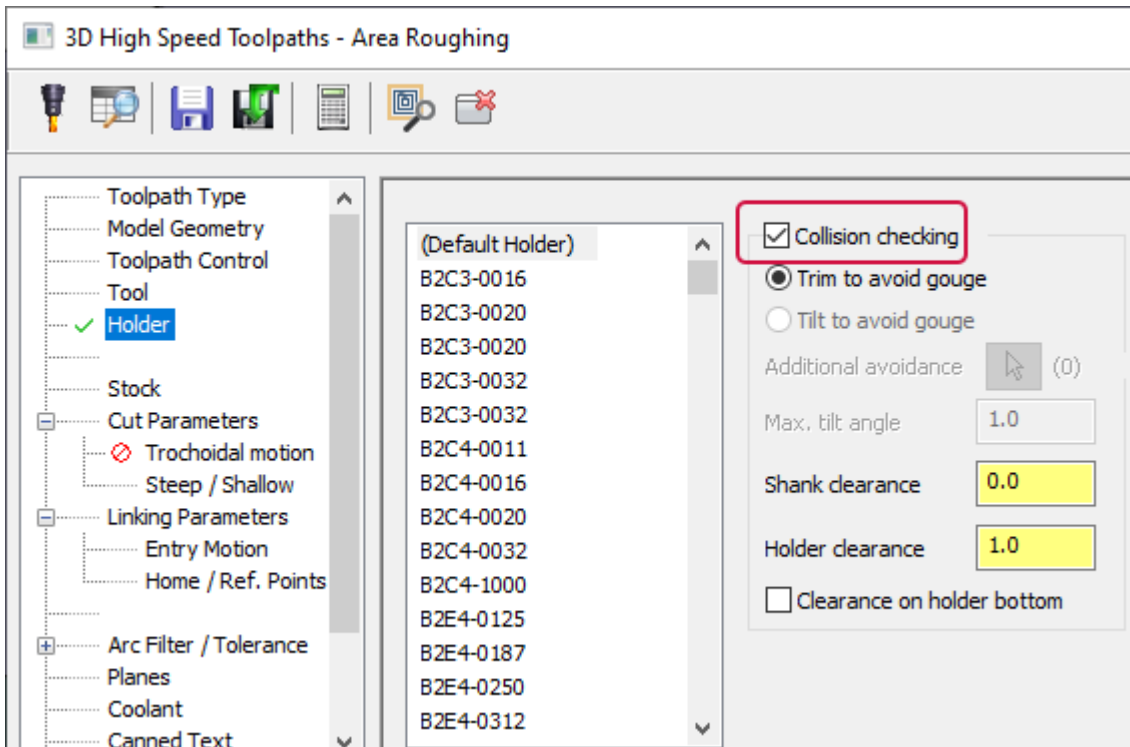 3D High Speed Toolpaths - Area Roughing
Toolpath Type
Model Geometry
Toolpath Control
Tool
Holder
Stock
Cut Parameters
Trochoidal motion
Steep / Shallow
Linking Parameters
Entry Motion
Home / Ref. Points
Arc Filter / Tolerance
Planes
Coolant
Canned Text
(Default Holder)
B2C3-0016
B2C3-0020
B2C3-0020
B2C3-0032
B2C3-0032
B2C4-0011
B2C4-0016
B2C4-0020
B2C4-0032
B2C4-1000
B2E4-0125
B2E4-0187
B2E4-0250
B2E4-0312
Collision checking
Trim to avoid gouge
Tilt to avoid gouge
Additional avoidance (0)
Max. tilt angle 1.0
Shank clearance 0.0
Holder clearance 1.0
Clearance on holder bottom